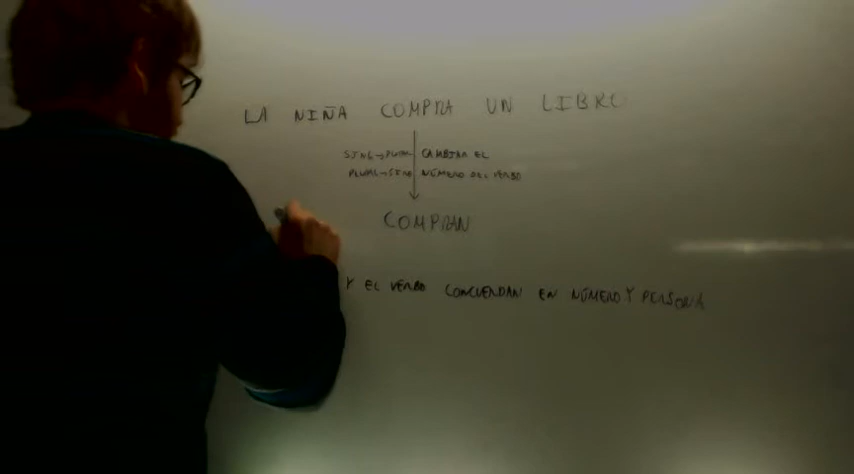 LA NIÑA COMPRA UN LIBRO
SING→PLURAL CAMBIAR EL
PLURAL→SING NÚMERO DEL VERBO
COMPRAN
Y EL VERBO CONCUERDAN EN NÚMERO Y PERSONA